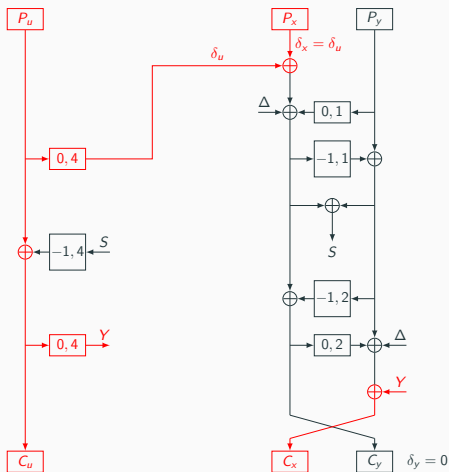 P_u P_x P_y
δ_x = δ_u
δ_u
Δ 0, 1
0, 4 −1, 1
−1, 4 S S
−1, 2
0, 4 Y 0, 2 Δ
Y
C_u C_x C_y δ_y = 0